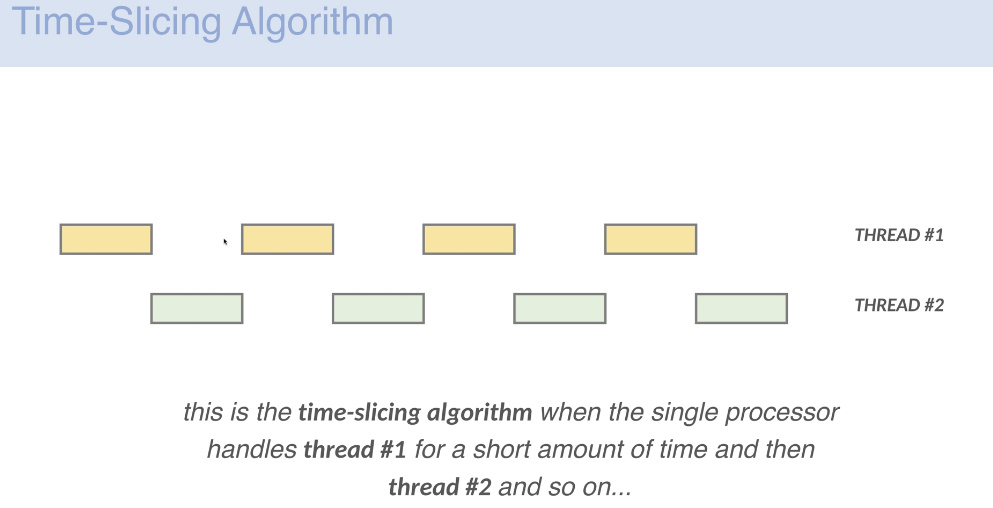 Time-Slicing Algorithm
THREAD #1
THREAD #2
this is the time-slicing algorithm when the single processor
handles thread #1 for a short amount of time and then
thread #2 and so on...